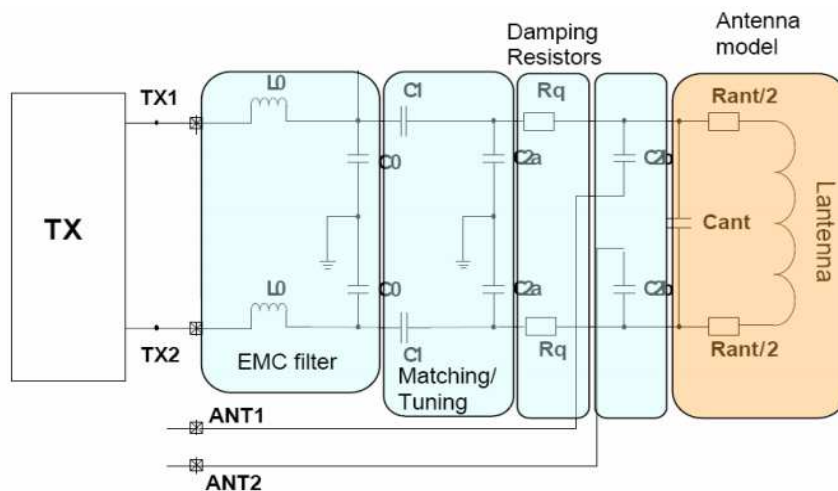 Damping
Resistors
Antenna
model
TX1
L0
C1
Rq
Rant/2
C0
C2a
C2b
TX
Cant
Lantenna
L0
C0
C2a
C2b
TX2
C1
Rq
Rant/2
EMC filter
Matching/
Tuning
ANT1
ANT2